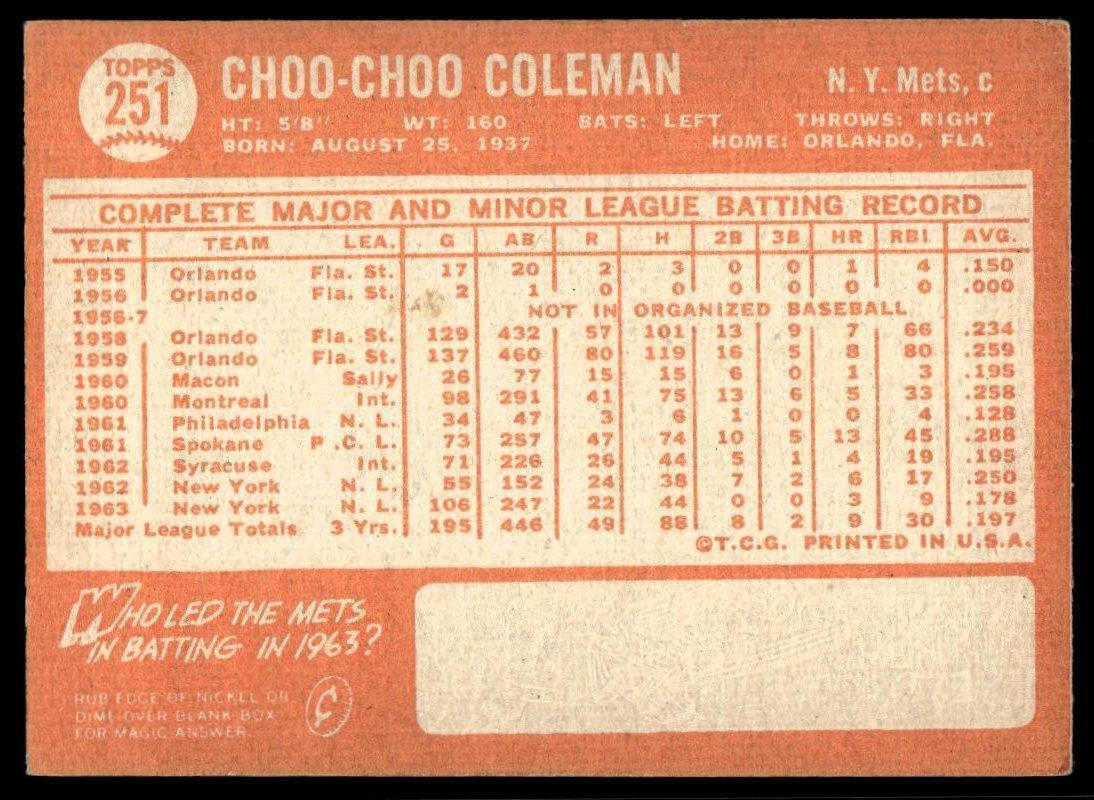 TOPPS
251
CHOO-CHOO COLEMAN
N. Y. Mets, c
HT: 5'8" WT: 160 BATS: LEFT THROWS: RIGHT
BORN: AUGUST 25, 1937 HOME: ORLANDO, FLA.
COMPLETE MAJOR AND MINOR LEAGUE BATTING RECORD
YEAR TEAM LEA. G AB R H 2B 3B HR RBI AVG.
1955 Orlando Fla. St. 17 20 2 3 0 0 1 4 .150
1956 Orlando Fla. St. 2 1 0 0 0 0 0 0 .000
1956-7 NOT IN ORGANIZED BASEBALL
1958 Orlando Fla. St. 129 432 57 101 13 9 7 66 .234
1959 Orlando Fla. St. 137 460 80 119 16 5 8 80 .259
1960 Macon Sally 26 77 15 15 6 0 1 3 .195
1960 Montreal Int. 98 291 41 75 13 6 5 33 .258
1961 Philadelphia N. L. 34 47 3 6 1 0 0 4 .128
1961 Spokane P .C. L. 73 257 47 74 10 5 13 45 .288
1962 Syracuse Int. 71 226 26 44 5 1 4 19 .195
1962 New York N. L. 55 152 24 38 7 2 6 17 .250
1963 New York N. L. 106 247 22 44 0 0 3 9 .178
Major League Totals 3 Yrs. 195 446 49 88 8 2 9 30 .197
©T.C.G. PRINTED IN U.S.A.
WHO LED THE METS
IN BATTING IN 1963?
RUB EDGE OF NICKEL OR
DIME OVER BLANK BOX
FOR MAGIC ANSWER.
¢